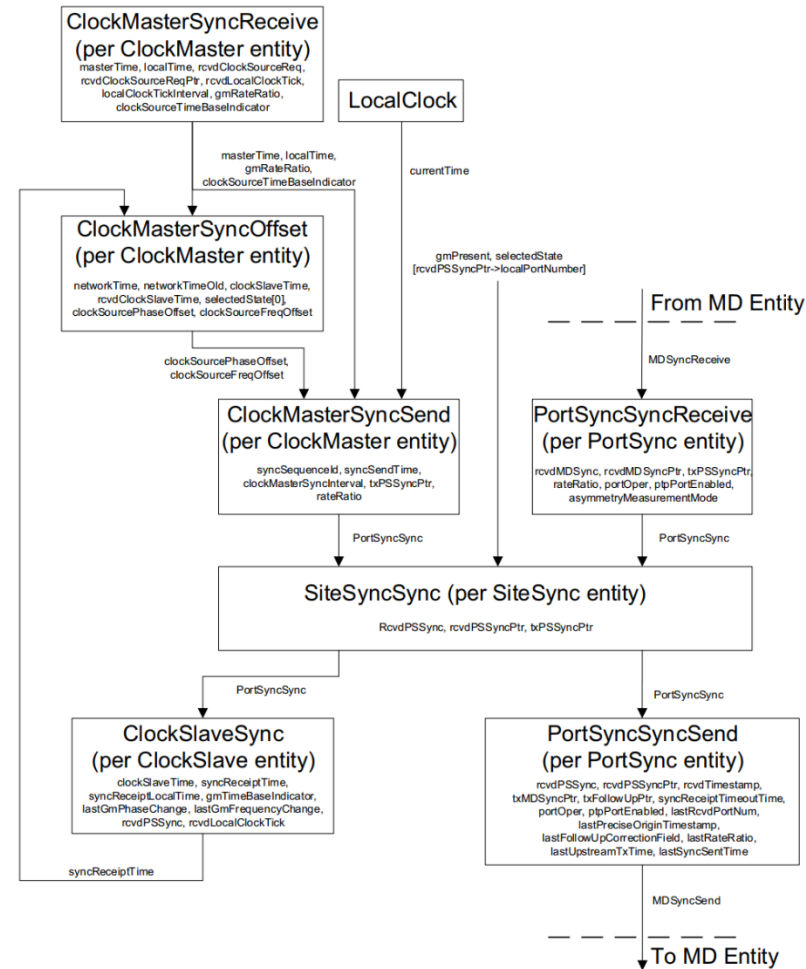 ClockMasterSyncReceive
(per ClockMaster entity)
masterTime, localTime, rcvdClockSourceReq,
rcvdClockSourceReqPtr, rcvdLocalClockTick,
localClockTickInterval, gmRateRatio,
clockSourceTimeBaseIndicator
LocalClock
masterTime, localTime,
gmRateRatio,
clockSourceTimeBaseIndicator
currentTime
ClockMasterSyncOffset
(per ClockMaster entity)
networkTime, networkTimeOld, clockSlaveTime,
rcvdClockSlaveTime, selectedState[0],
clockSourcePhaseOffset, clockSourceFreqOffset
gmPresent, selectedState
[rcvdPSSyncPtr->localPortNumber]
From MD Entity
clockSourcePhaseOffset,
clockSourceFreqOffset
MDSyncReceive
ClockMasterSyncSend
(per ClockMaster entity)
syncSequenceId, syncSendTime,
clockMasterSyncInterval, txPSSyncPtr,
rateRatio
PortSyncSyncReceive
(per PortSync entity)
rcvdMDSync, rcvdMDSyncPtr, txPSSyncPtr,
rateRatio, portOper, ptpPortEnabled,
asymmetryMeasurementMode
PortSyncSync
PortSyncSync
SiteSyncSync (per SiteSync entity)
RcvdPSSync, rcvdPSSyncPtr, txPSSyncPtr
PortSyncSync
PortSyncSync
ClockSlaveSync
(per ClockSlave entity)
clockSlaveTime, syncReceiptTime,
syncReceiptLocalTime, gmTimeBaseIndicator,
lastGmPhaseChange, lastGmFrequencyChange,
rcvdPSSync, rcvdLocalClockTick
PortSyncSyncSend
(per PortSync entity)
rcvdPSSync, rcvdPSSyncPtr, rcvdTimestamp,
txMDSyncPtr, txFollowUpPtr, syncReceiptTimeoutTime,
portOper, ptpPortEnabled, lastRcvdPortNum,
lastPreciseOriginTimestamp,
lastFollowUpCorrectionField, lastRateRatio,
lastUpstreamTxTime, lastSyncSentTime
syncReceiptTime
MDSyncSend
To MD Entity